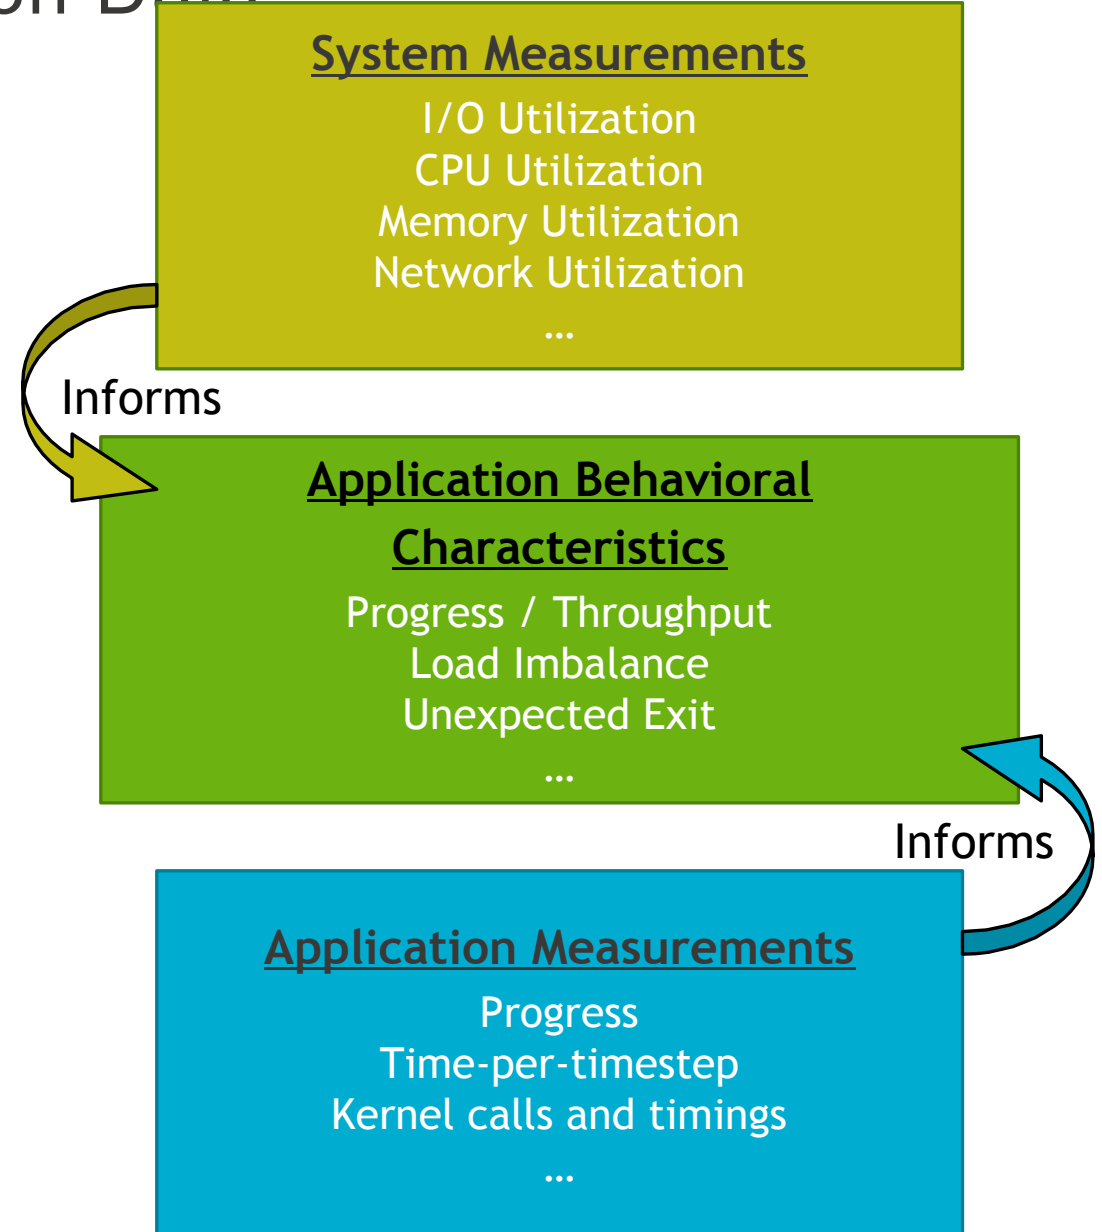 System Measurements
I/O Utilization
CPU Utilization
Memory Utilization
Network Utilization
…
Informs
Application Behavioral
Characteristics
Progress / Throughput
Load Imbalance
Unexpected Exit
…
Informs
Application Measurements
Progress
Time-per-timestep
Kernel calls and timings
…